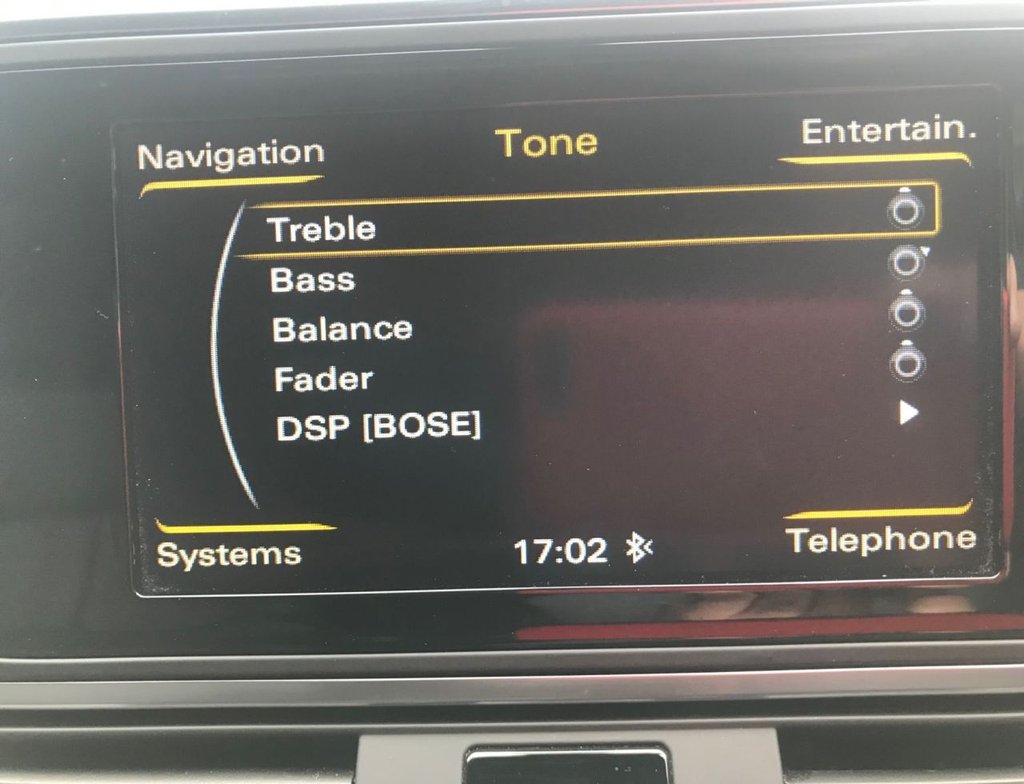 Navigation Tone Entertain.
Treble
Bass
Balance
Fader
DSP [BOSE]
Systems 17:02 Telephone